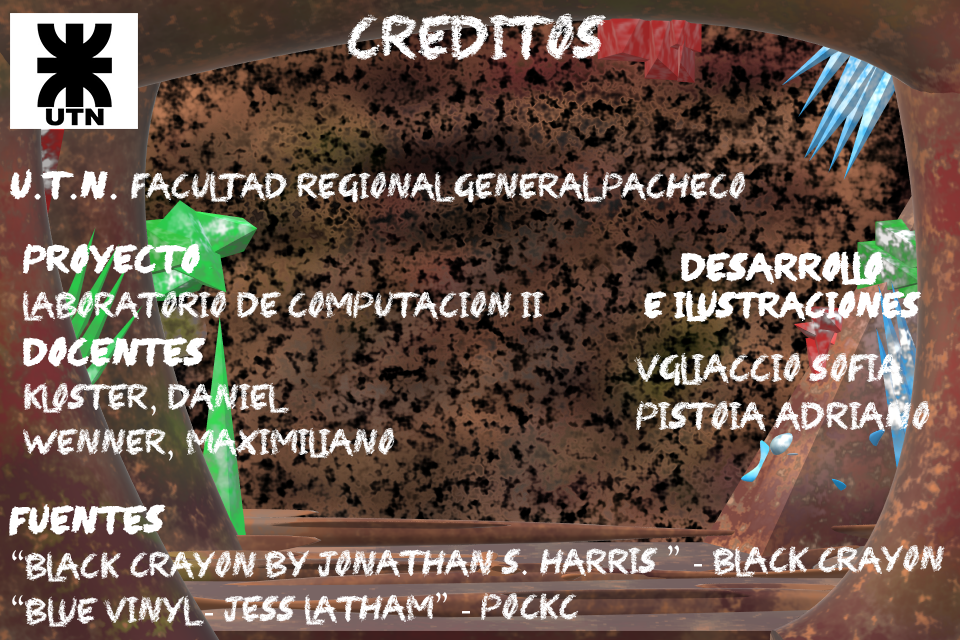 CREDITOS
UTN
U.T.N. FACULTAD REGIONAL GENERAL PACHECO
PROYECTO
LABORATORIO DE COMPUTACION II
DOCENTES
KLOSTER, DANIEL
WENNER, MAXIMILIANO
DESARROLLO
E ILUSTRACIONES
VGLIACCIO SOFIA
PISTOIA ADRIANO
FUENTES
“BLACK CRAYON BY JONATHAN S. HARRIS ” - BLACK CRAYON
“BLUE VINYL - JESS LATHAM” - POCKC